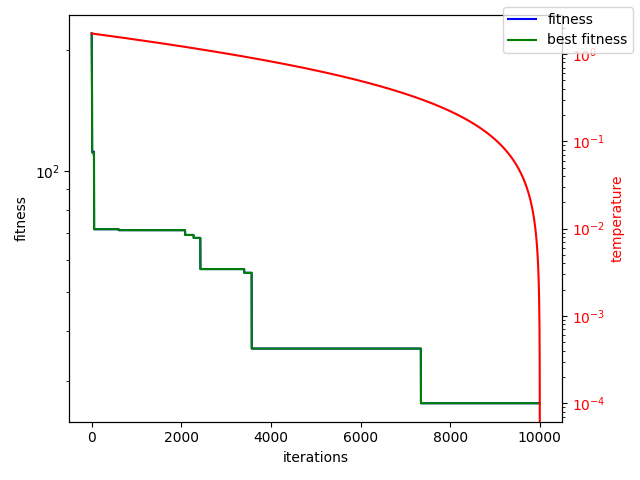 fitness
best fitness
10^2
fitness
0
2000
4000
6000
8000
10000
iterations
10^0
10^-1
10^-2
10^-3
10^-4
temperature